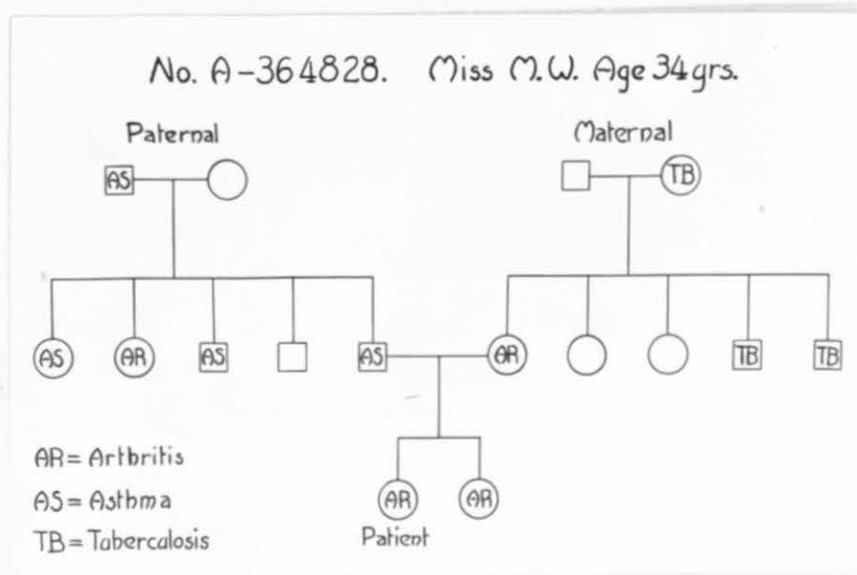 No. A-364828. Miss M.W. Age 34yrs.
Paternal Maternal
AS TB
AS AR AS AS AR TB TB
AR = Arthritis
AS = Asthma
TB = Tuberculosis
AR AR
Patient